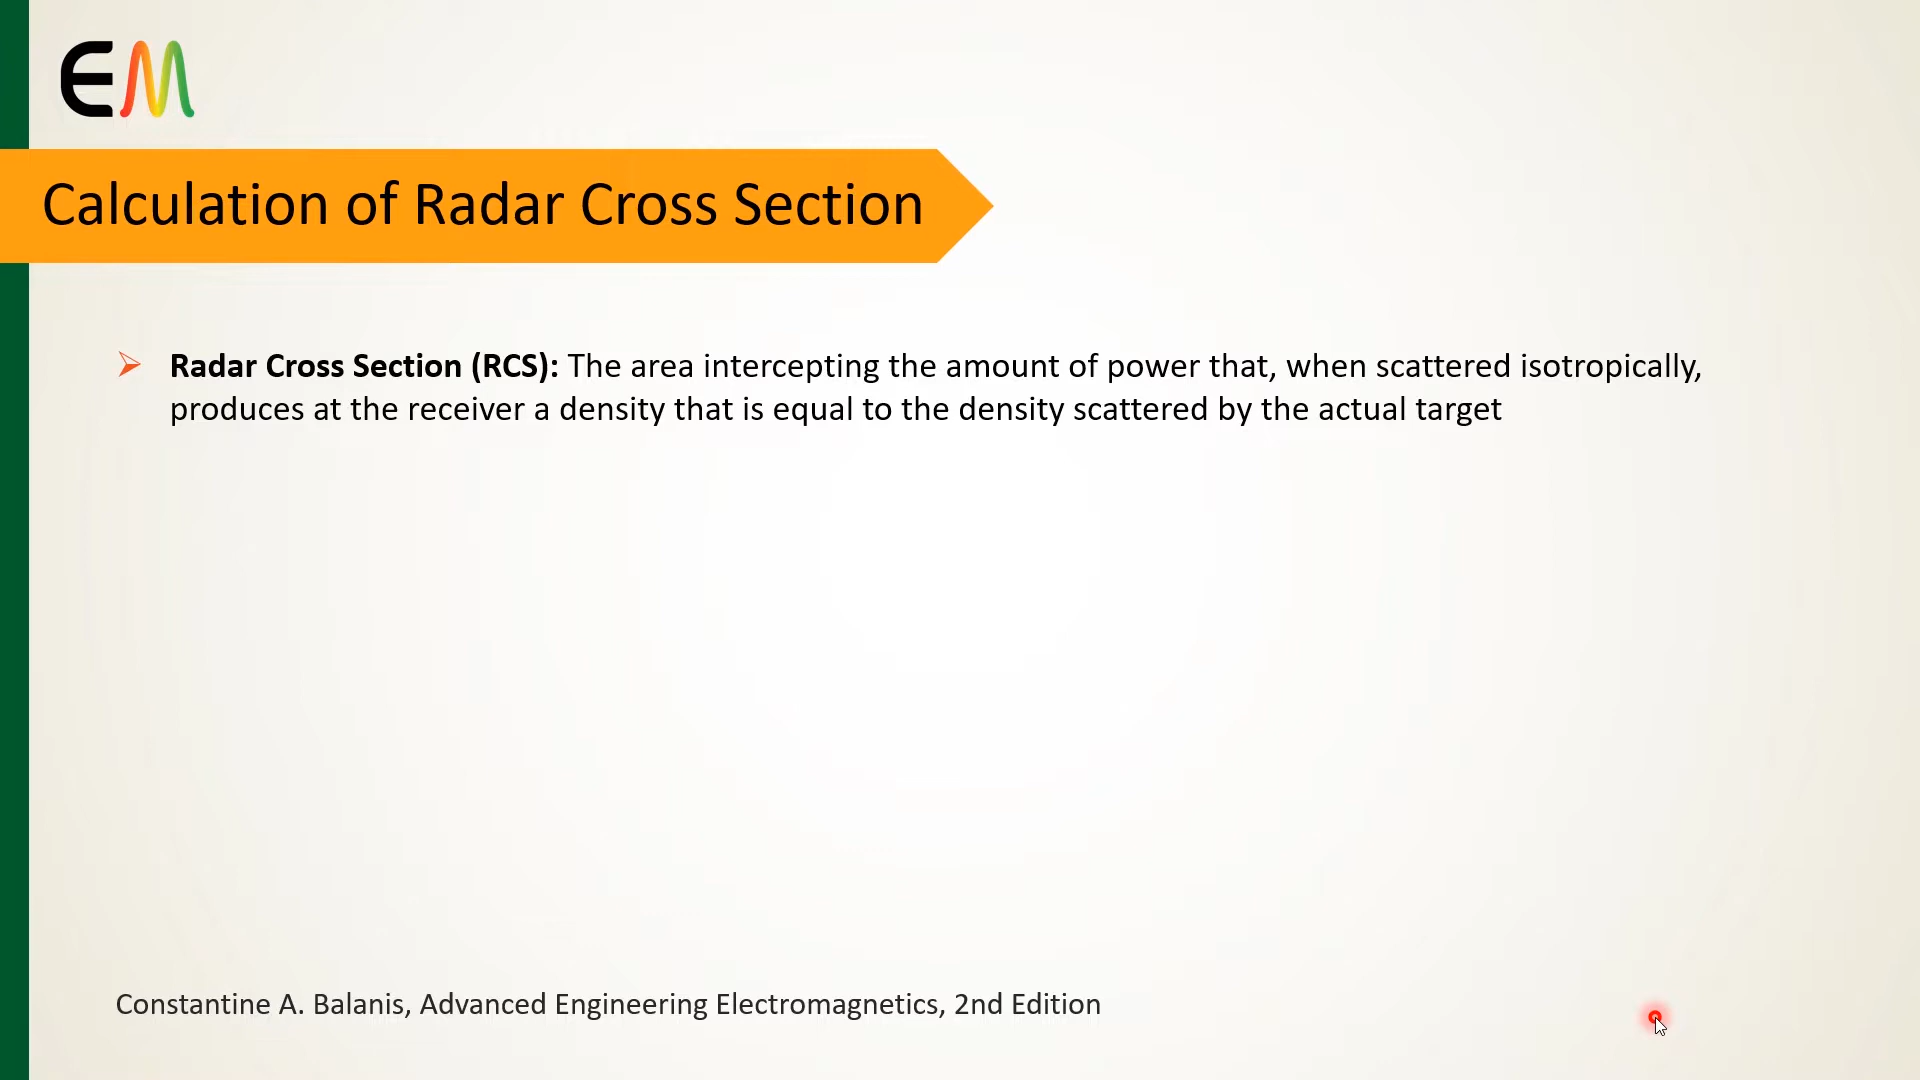 EM
Calculation of Radar Cross Section
Radar Cross Section (RCS): The area intercepting the amount of power that, when scattered isotropically,
produces at the receiver a density that is equal to the density scattered by the actual target
Constantine A. Balanis, Advanced Engineering Electromagnetics, 2nd Edition